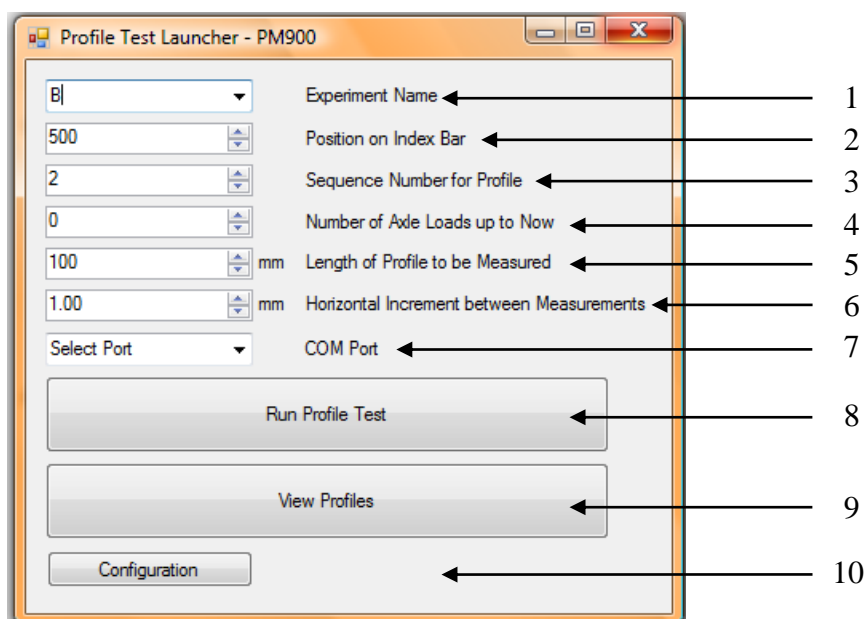 Profile Test Launcher - PM900
B Experiment Name 1
500 Position on Index Bar 2
2 Sequence Number for Profile 3
0 Number of Axle Loads up to Now 4
100 mm Length of Profile to be Measured 5
1.00 mm Horizontal Increment between Measurements 6
Select Port COM Port 7
Run Profile Test 8
View Profiles 9
Configuration 10